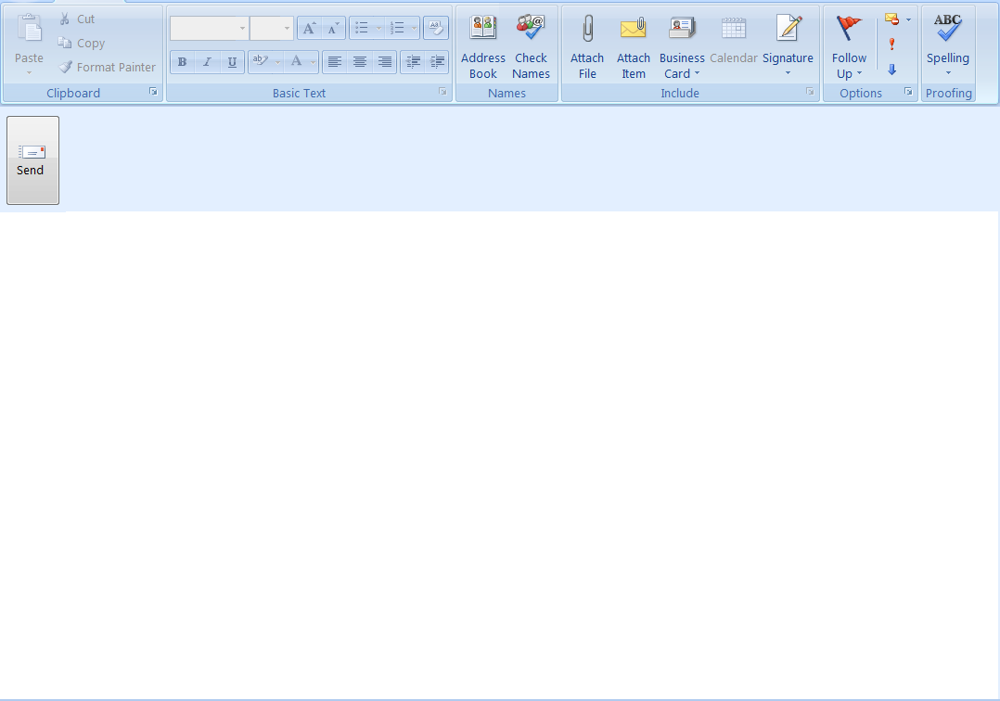 Cut
Copy
Paste
Format Painter
Clipboard
A A
B I U ab A
Basic Text
Address Book
Check Names
Names
Attach File
Attach Item
Business Card
Calendar
Signature
Include
Follow Up
Options
ABC
Spelling
Proofing
Send